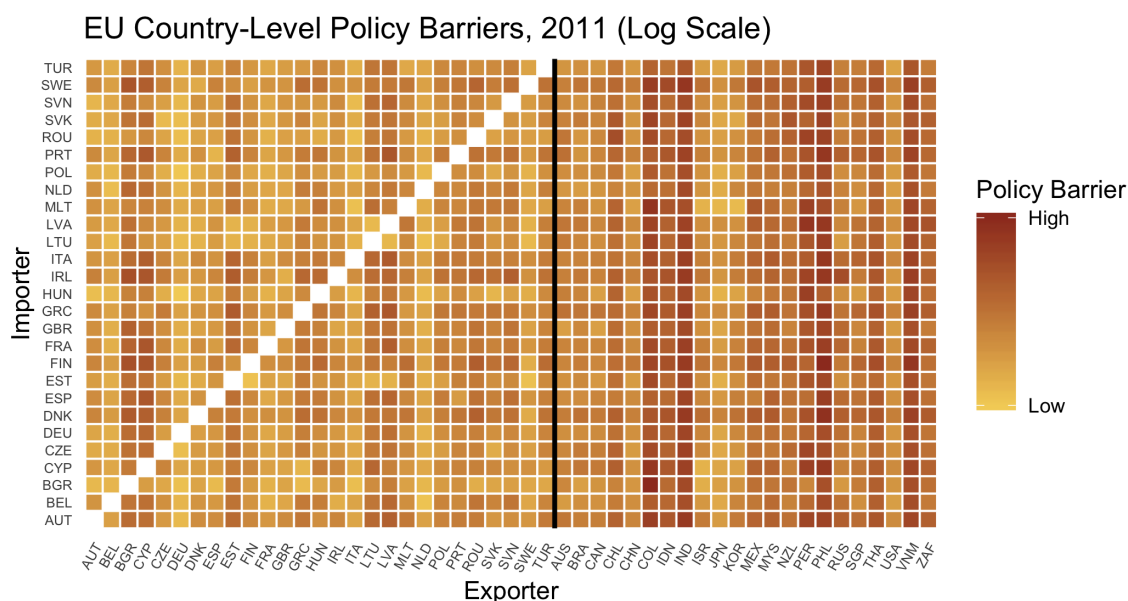 EU Country-Level Policy Barriers, 2011 (Log Scale)
TUR
SWE
SVN
SVK
ROU
PRT
POL
NLD
MLT
LVA
LTU
ITA
IRL
HUN
GRC
GBR
FRA
FIN
EST
ESP
DNK
DEU
CZE
CYP
BGR
BEL
AUT
Importer
AUT BEL BGR CYP CZE DEU DNK ESP EST FIN FRA GBR GRC HUN IRL ITA LTU LVA MLT NLD POL PRT ROU SVK SVN SWE TUR AUS BRA CAN CHL CHN COL IDN IND ISR JPN KOR MEX MYS NZL PER PHL RUS SGP THA USA VNM ZAF
Exporter
Policy Barrier
High
Low